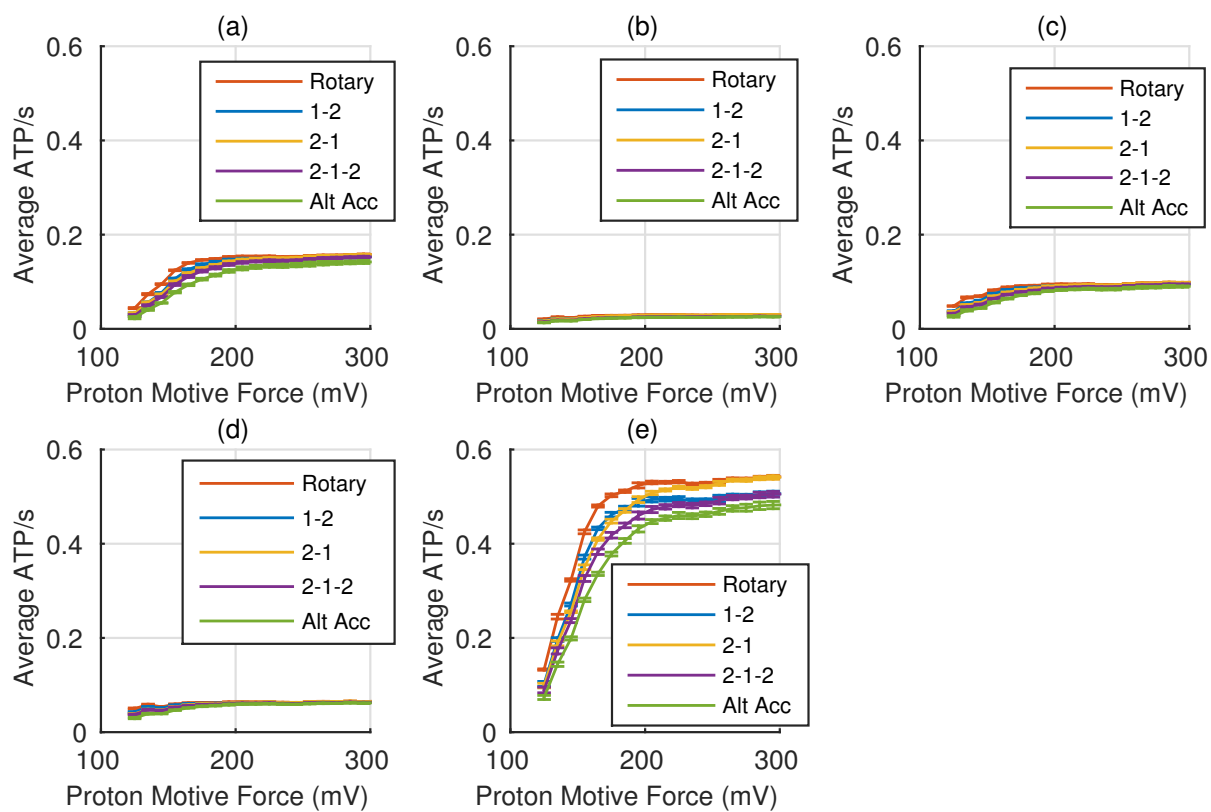 (a)
0.6
0.4
0.2
0
Average ATP/s
Rotary
1-2
2-1
2-1-2
Alt Acc
100 200 300
Proton Motive Force (mV)
(b)
0.6
0.4
0.2
0
Average ATP/s
Rotary
1-2
2-1
2-1-2
Alt Acc
100 200 300
Proton Motive Force (mV)
(c)
0.6
0.4
0.2
0
Average ATP/s
Rotary
1-2
2-1
2-1-2
Alt Acc
100 200 300
Proton Motive Force (mV)
(d)
0.6
0.4
0.2
0
Average ATP/s
Rotary
1-2
2-1
2-1-2
Alt Acc
100 200 300
Proton Motive Force (mV)
(e)
0.6
0.4
0.2
0
Average ATP/s
Rotary
1-2
2-1
2-1-2
Alt Acc
100 200 300
Proton Motive Force (mV)